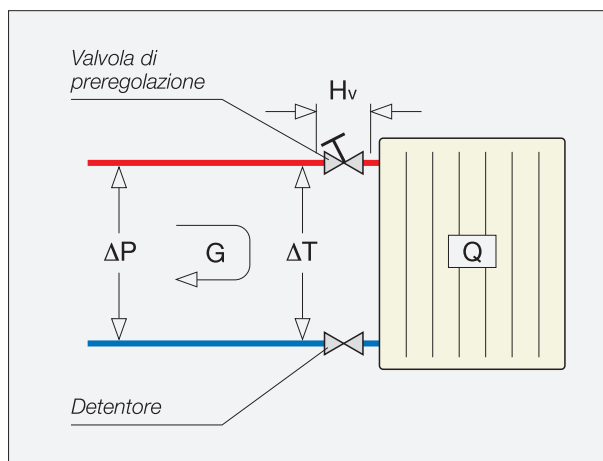 Valvola di
preregolazione
Hv
ΔP
G
ΔT
Q
Detentore